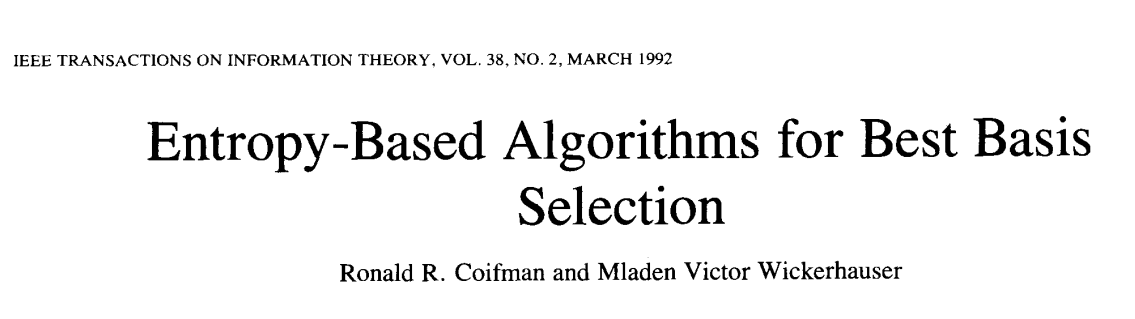 IEEE TRANSACTIONS ON INFORMATION THEORY, VOL. 38, NO. 2, MARCH 1992
Entropy-Based Algorithms for Best Basis
Selection
Ronald R. Coifman and Mladen Victor Wickerhauser